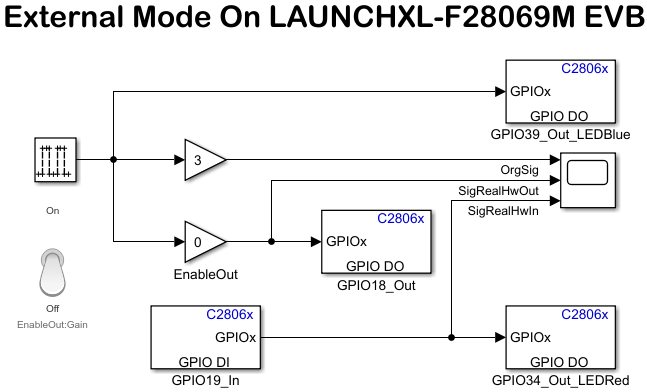 External Mode On LAUNCHXL-F28069M EVB
C2806x
GPIOx
GPIO DO
GPIO39_Out_LEDBlue
3
OrgSig
SigRealHwOut
SigRealHwIn
On
0
EnableOut
C2806x
GPIOx
GPIO DO
GPIO18_Out
Off
EnableOut:Gain
C2806x
GPIOx
GPIO DI
GPIO19_In
C2806x
GPIOx
GPIO DO
GPIO34_Out_LEDRed